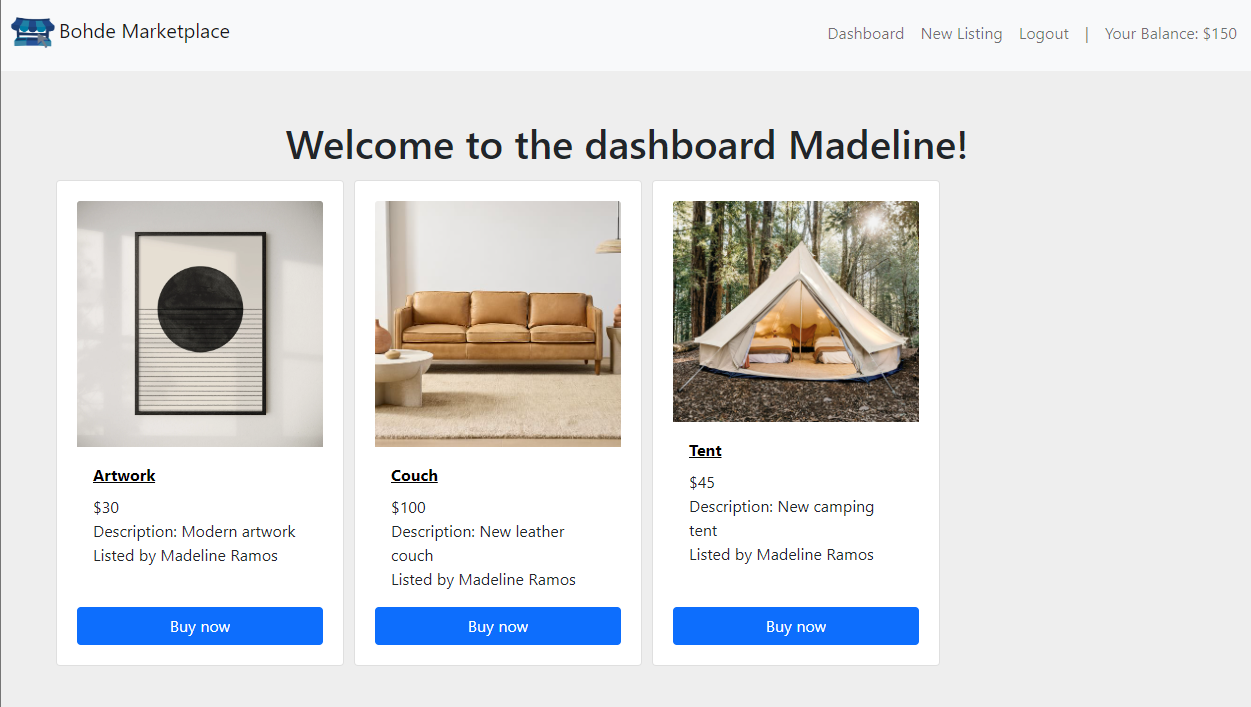 Bohde Marketplace
Dashboard New Listing Logout | Your Balance: $150
Welcome to the dashboard Madeline!
Artwork
$30
Description: Modern artwork
Listed by Madeline Ramos
Buy now
Couch
$100
Description: New leather
couch
Listed by Madeline Ramos
Buy now
Tent
$45
Description: New camping
tent
Listed by Madeline Ramos
Buy now